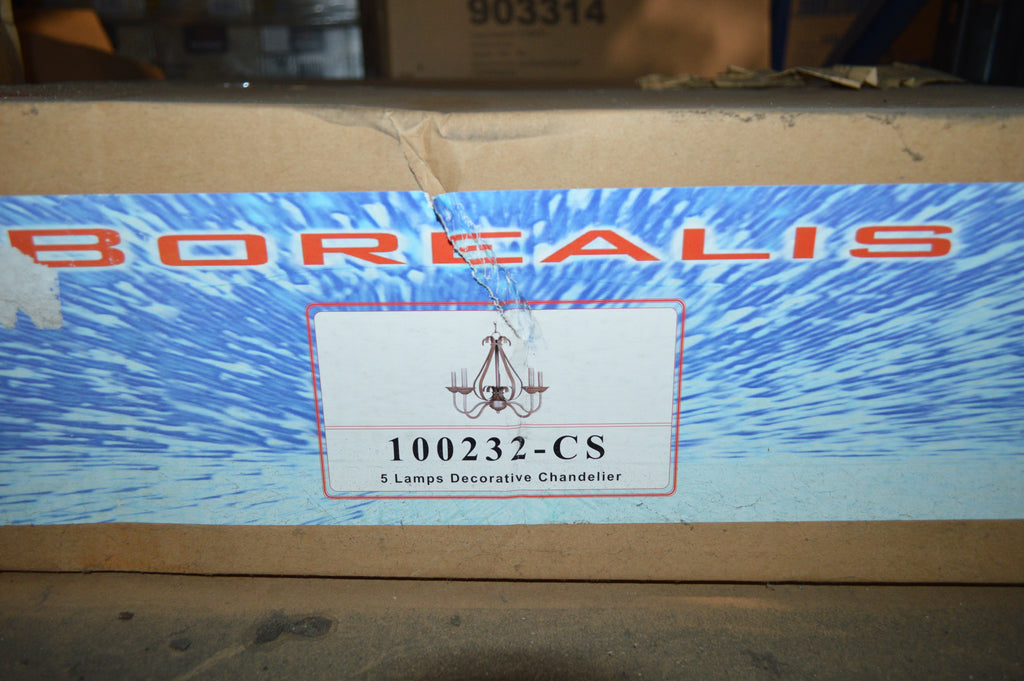 903314
BOREALIS
100232-CS
5 Lamps Decorative Chandelier